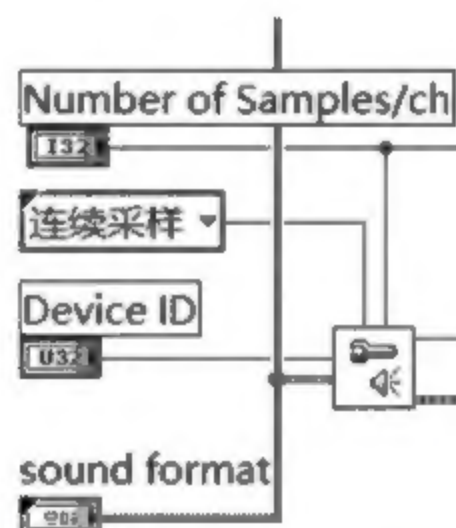 Number of Samples/ch
I32
连续采样
Device ID
U32
sound format